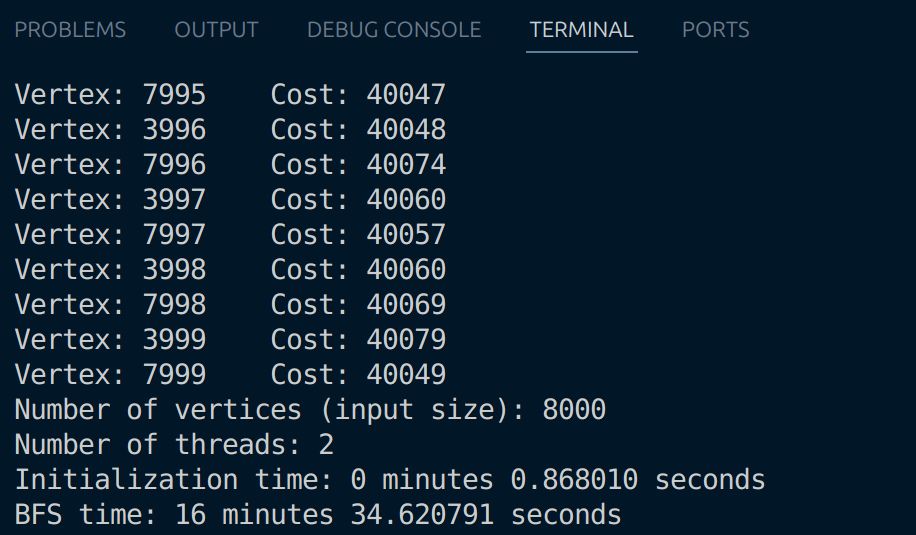 PROBLEMS OUTPUT DEBUG CONSOLE TERMINAL PORTS
Vertex: 7995 Cost: 40047
Vertex: 3996 Cost: 40048
Vertex: 7996 Cost: 40074
Vertex: 3997 Cost: 40060
Vertex: 7997 Cost: 40057
Vertex: 3998 Cost: 40060
Vertex: 7998 Cost: 40069
Vertex: 3999 Cost: 40079
Vertex: 7999 Cost: 40049
Number of vertices (input size): 8000
Number of threads: 2
Initialization time: 0 minutes 0.868010 seconds
BFS time: 16 minutes 34.620791 seconds